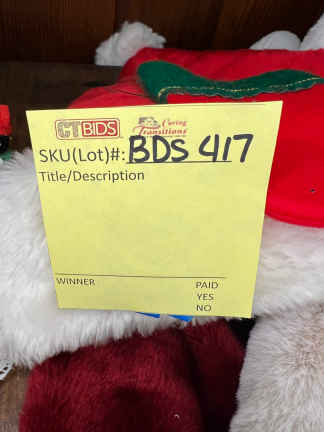 CTBIDS Caring Transitions
SKU(Lot)#: BDS 417
Title/Description
WINNER PAID
YES
NO